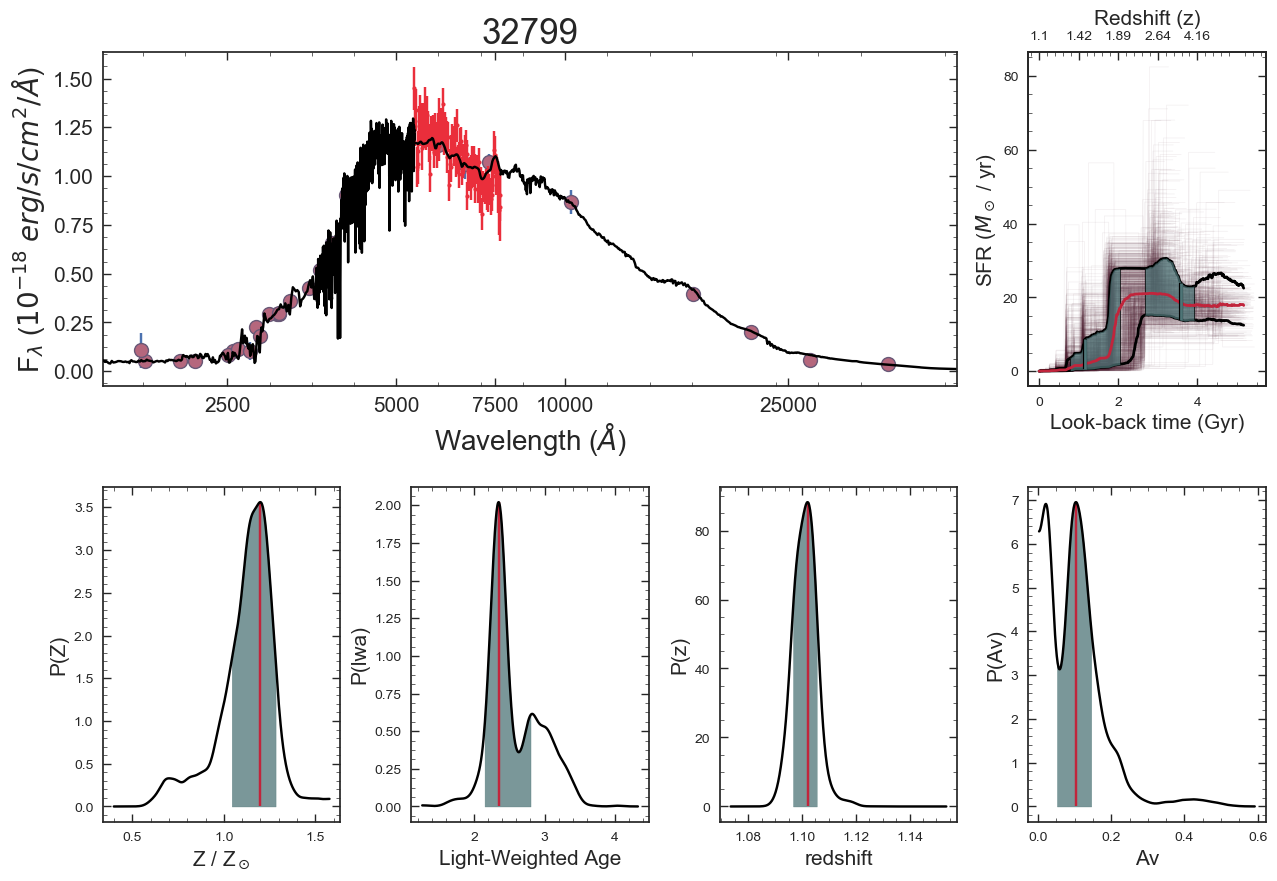 32799
F_λ (10^{-18} erg/s/cm^2/Å)
1.50
1.25
1.00
0.75
0.50
0.25
0.00
2500 5000 7500 10000 25000
Wavelength (Å)
Redshift (z)
1.1 1.42 1.89 2.64 4.16
SFR (M_⊙ / yr)
80
60
40
20
0
0 2 4
Look-back time (Gyr)
P(Z)
3.5
3.0
2.5
2.0
1.5
1.0
0.5
0.0
0.5 1.0 1.5
Z / Z_⊙
P(lwa)
2.00
1.75
1.50
1.25
1.00
0.75
0.50
0.25
0.00
2 3 4
Light-Weighted Age
P(z)
80
60
40
20
0
1.08 1.10 1.12 1.14
redshift
P(Av)
7
6
5
4
3
2
1
0
0.0 0.2 0.4 0.6
Av